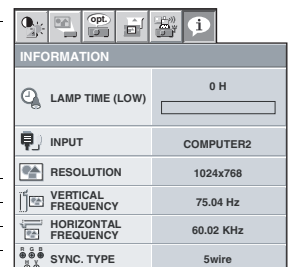 opt.
i
INFORMATION
LAMP TIME (LOW)
0 H
INPUT
COMPUTER2
RESOLUTION
1024x768
VERTICAL
FREQUENCY
75.04 Hz
HORIZONTAL
FREQUENCY
60.02 KHz
R G B
H V
SYNC. TYPE
5wire